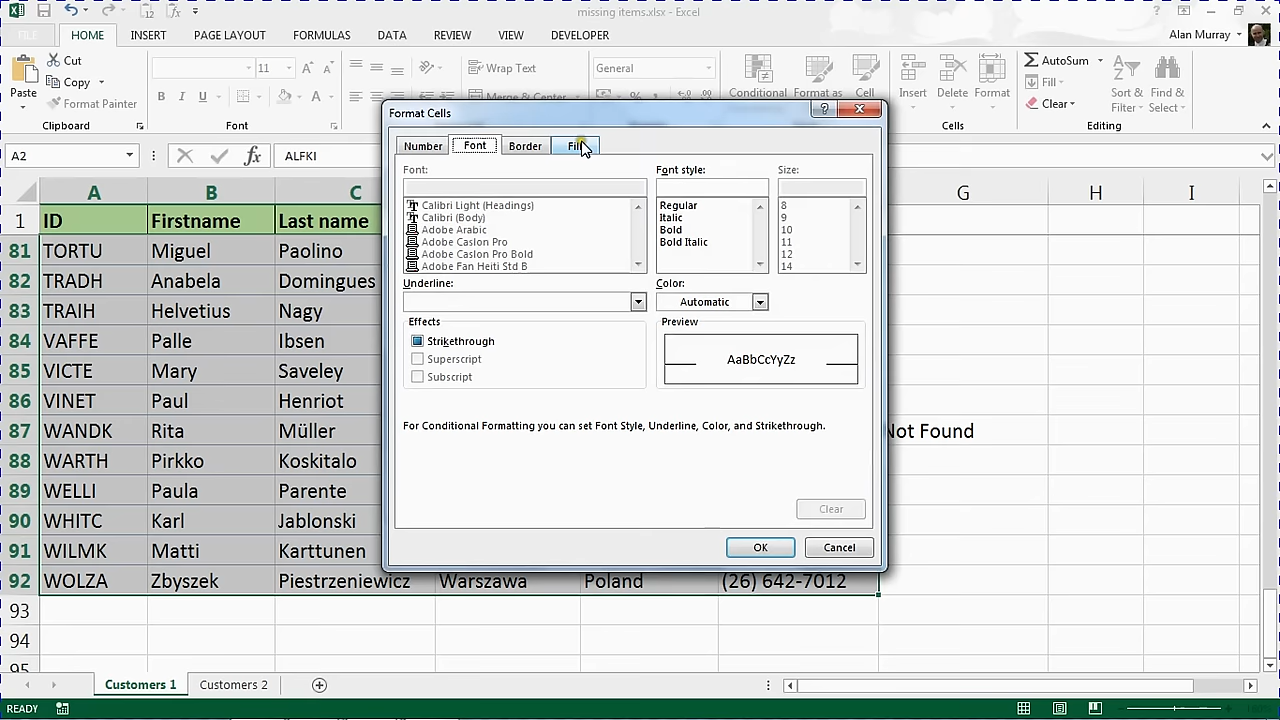 missing items.xlsx - Excel
FILE HOME INSERT PAGE LAYOUT FORMULAS DATA REVIEW VIEW DEVELOPER Alan Murray
Paste Cut Copy Format Painter
11 Wrap Text Merge & Center General
Conditional Format as Cell Insert Delete Format
AutoSum Fill Clear Sort & Filter Find & Select
Clipboard Font Cells Editing
A2 ALFKI
Format Cells
Number Font Border Fill
Font: Font style: Size:
Calibri Light (Headings) Regular 8
Calibri (Body) Italic 9
Adobe Arabic Bold 10
Adobe Caslon Pro Bold Italic 11
Adobe Caslon Pro Bold 12
Adobe Fan Heiti Std B 14
Underline: Color:
Automatic
Effects Preview
Strikethrough
Superscript AaBbCcYyZz
Subscript
For Conditional Formatting you can set Font Style, Underline, Color, and Strikethrough.
Clear
OK Cancel
A B C G H I
1 ID Firstname Last name
81 TORTU Miguel Paolino
82 TRADH Anabela Domingues
83 TRAIH Helvetius Nagy
84 VAFFE Palle Ibsen
85 VICTE Mary Saveley
86 VINET Paul Henriot
87 WANDK Rita Müller Not Found
88 WARTH Pirkko Koskitalo
89 WELLI Paula Parente
90 WHITC Karl Jablonski
91 WILMK Matti Karttunen
92 WOLZA Zbyszek Piestrzeniewicz Warszawa Poland (26) 642-7012
93
94
95
Customers 1 Customers 2
READY